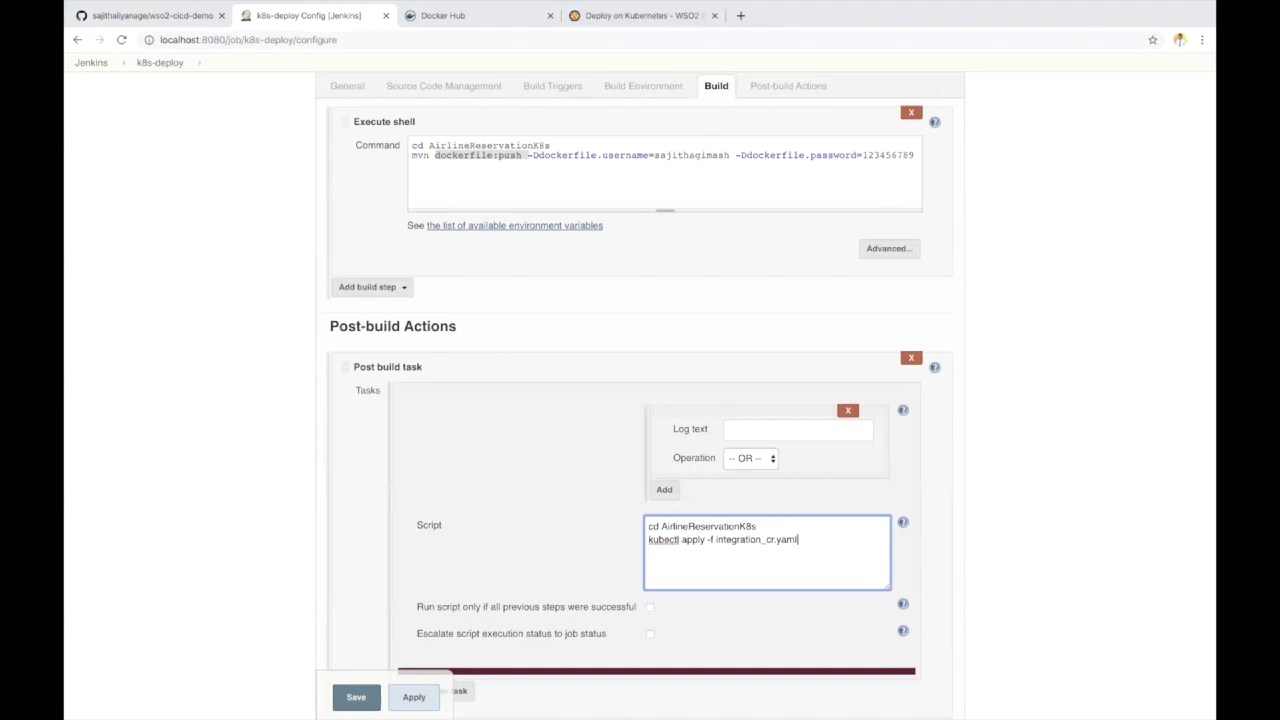 sajithaliyanage/wso2-cicd-demo
k8s-deploy Config [Jenkins]
Docker Hub
Deploy on Kubernetes - WSO2
localhost:8080/job/k8s-deploy/configure
Jenkins
k8s-deploy
General
Source Code Management
Build Triggers
Build Environment
Build
Post-build Actions
X
Execute shell
Command
cd AirlineReservationK8s
mvn dockerfile:push -Ddockerfile.username=sajithagimash -Ddockerfile.password=123456789
See the list of available environment variables
Advanced...
Add build step
Post-build Actions
X
Post build task
Tasks
X
Log text
Operation
-- OR --
Add
Script
cd AirlineReservationK8s
kubectl apply -f integration_cr.yaml
Run script only if all previous steps were successful
Escalate script execution status to job status
Save
Apply
task